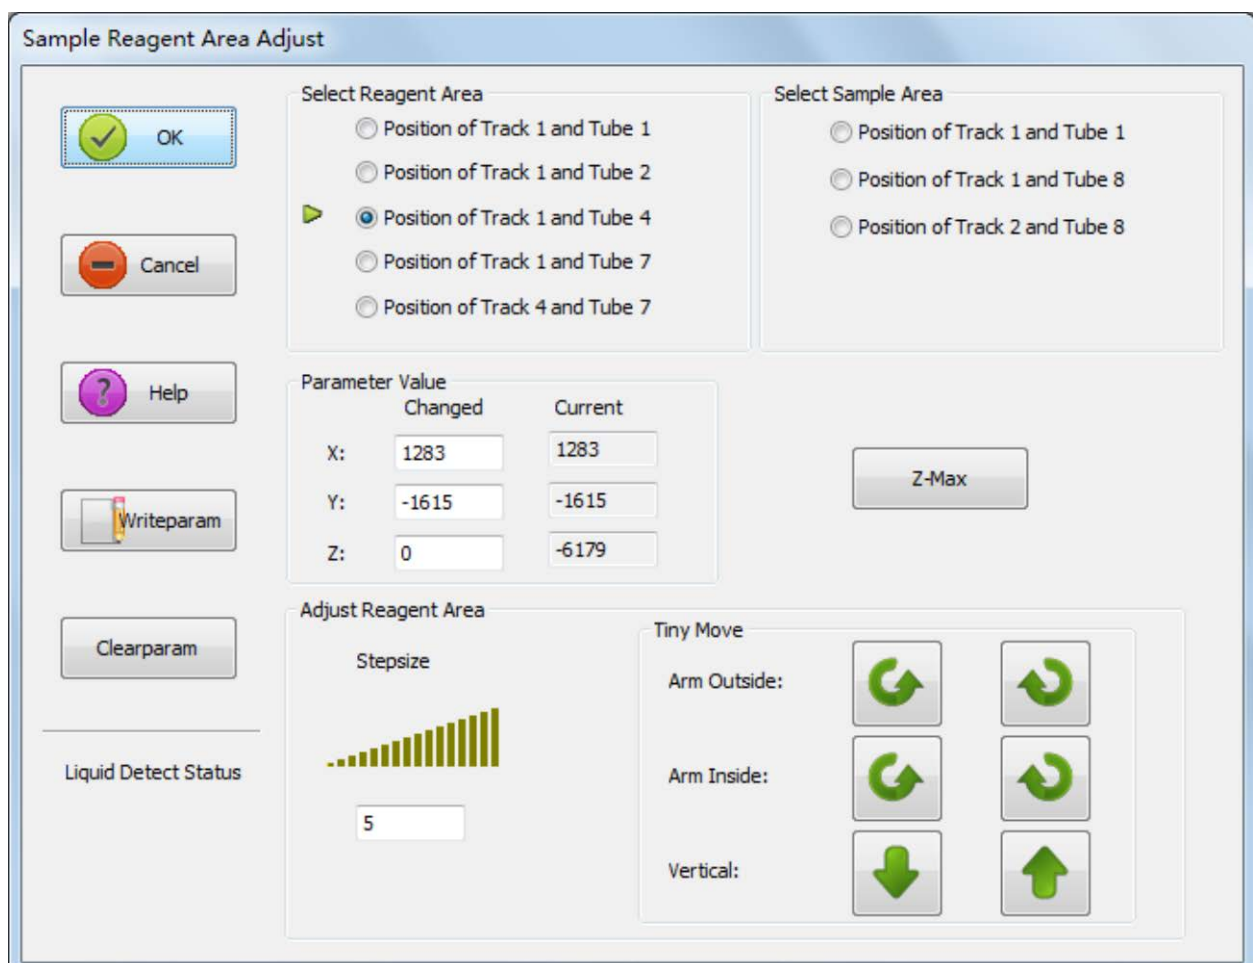 Sample Reagent Area Adjust
OK
Cancel
Help
Writeparam
Clearparam
Liquid Detect Status
Select Reagent Area
Position of Track 1 and Tube 1
Position of Track 1 and Tube 2
Position of Track 1 and Tube 4
Position of Track 1 and Tube 7
Position of Track 4 and Tube 7
Select Sample Area
Position of Track 1 and Tube 1
Position of Track 1 and Tube 8
Position of Track 2 and Tube 8
Parameter Value
Changed Current
X: 1283 1283
Y: -1615 -1615
Z: 0 -6179
Z-Max
Adjust Reagent Area
Stepsize
5
Tiny Move
Arm Outside:
Arm Inside:
Vertical: